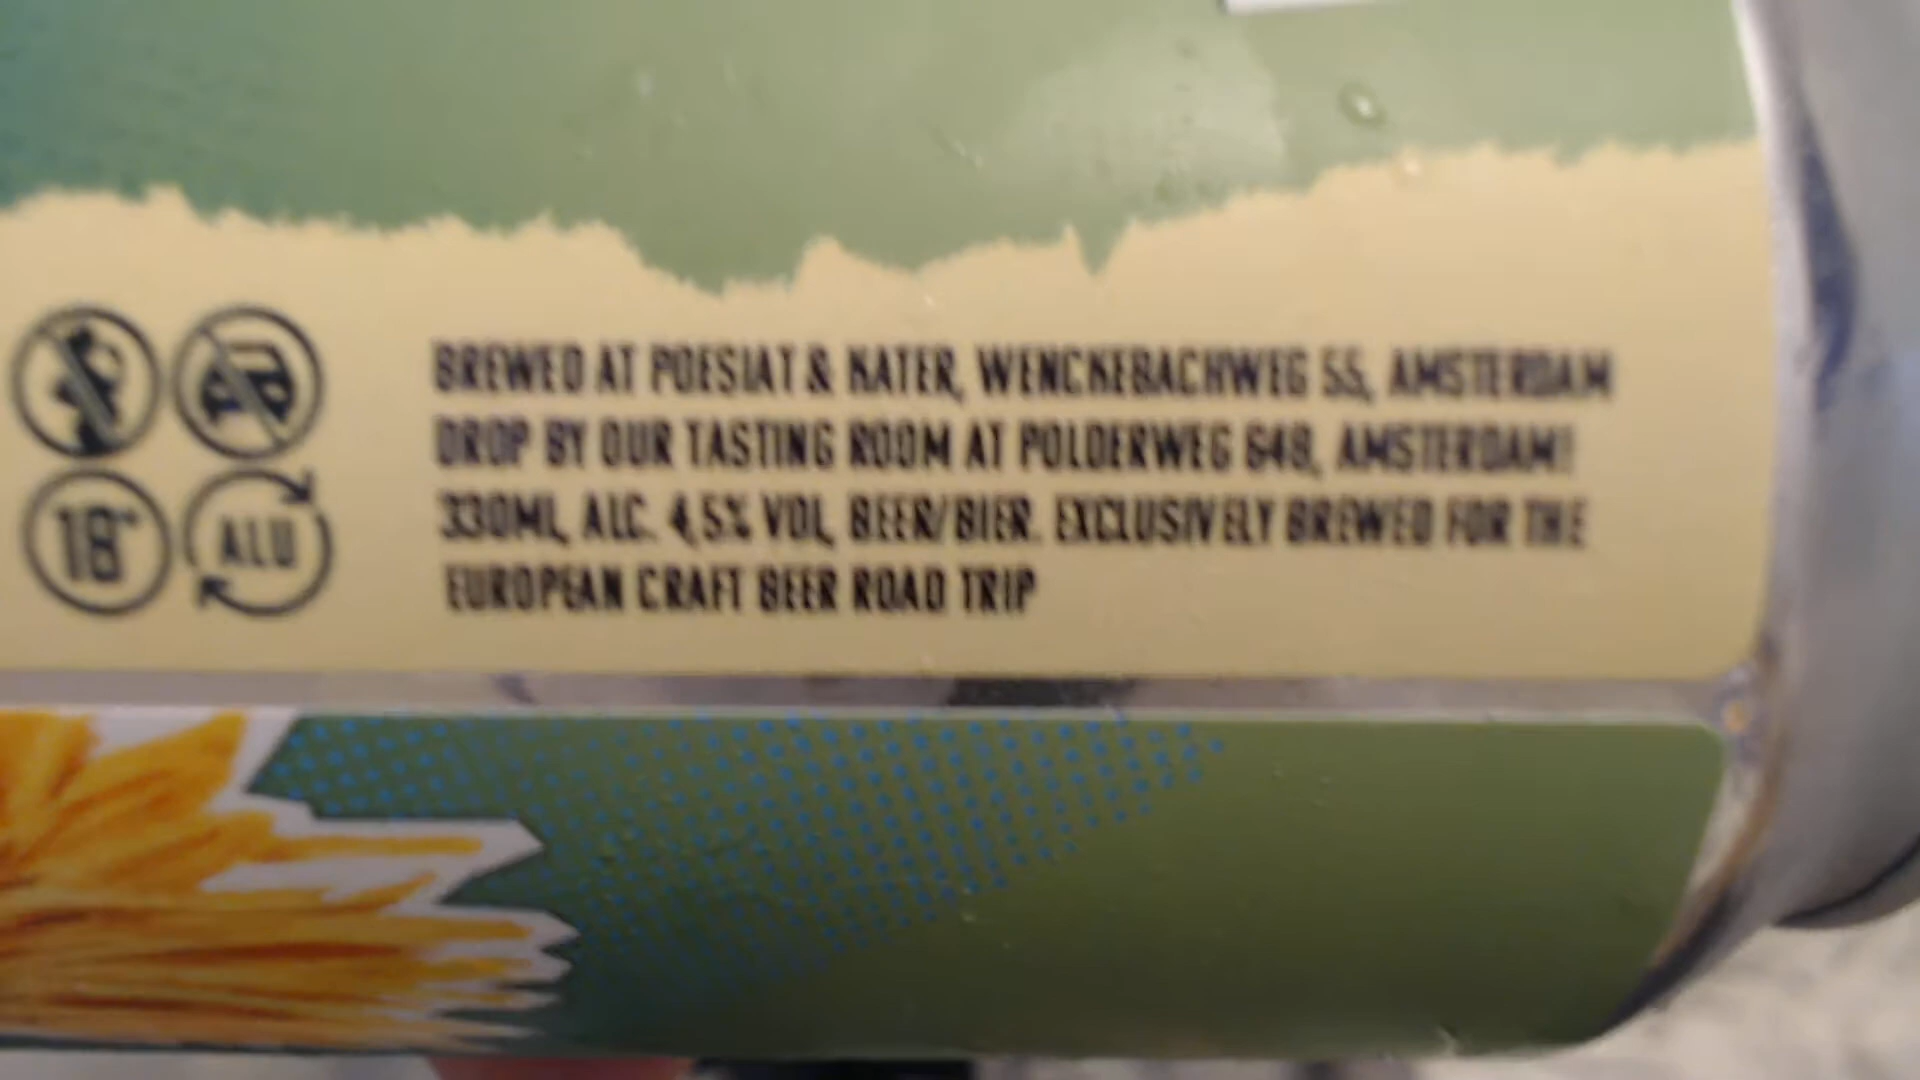 BREWED AT POESIAT & KATER, WENCKEBACHWEG 55, AMSTERDAM
DROP BY OUR TASTING ROOM AT POLDERWEG 648, AMSTERDAM!
330ML, ALC. 4,5% VOL, BEER/BIER. EXCLUSIVELY BREWED FOR THE
EUROPEAN CRAFT BEER ROAD TRIP
18+
ALU